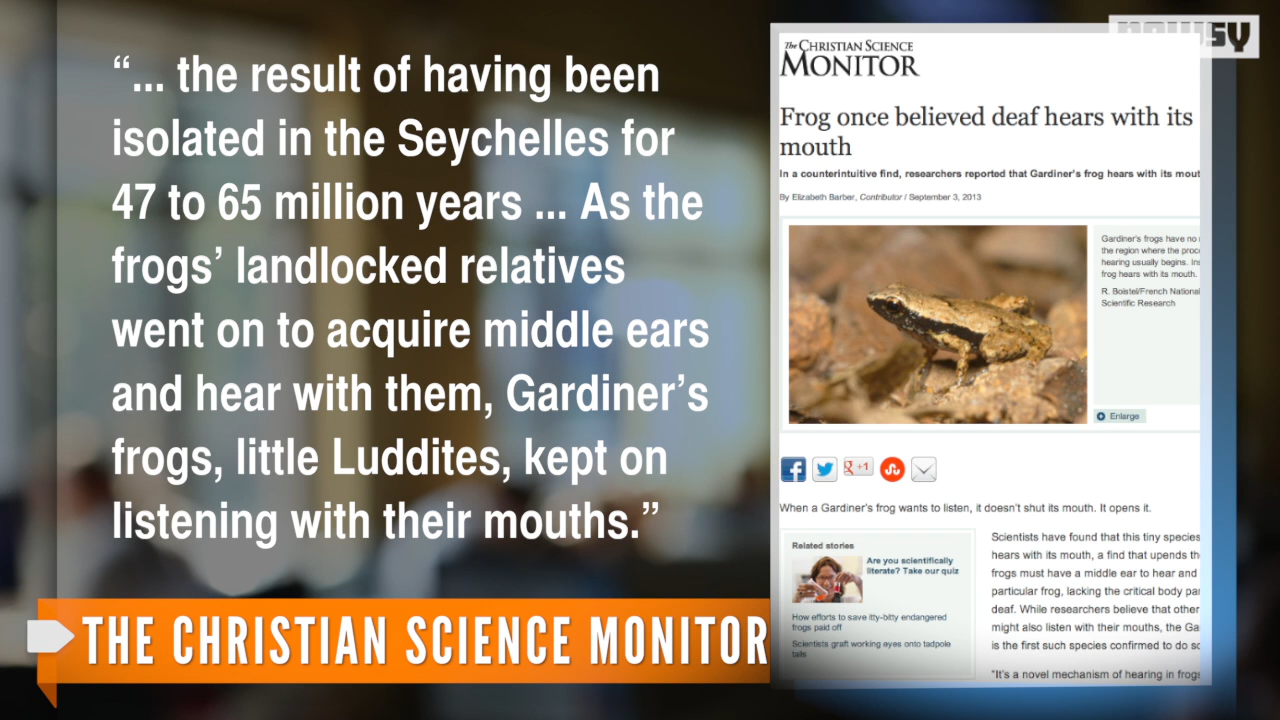 “... the result of having been
isolated in the Seychelles for
47 to 65 million years ... As the
frogs’ landlocked relatives
went on to acquire middle ears
and hear with them, Gardiner’s
frogs, little Luddites, kept on
listening with their mouths.”
THE CHRISTIAN SCIENCE MONITOR
newsy
The CHRISTIAN SCIENCE
MONITOR
Frog once believed deaf hears with its
mouth
In a counterintuitive find, researchers reported that Gardiner's frog hears with its mout
By Elizabeth Barber, Contributor / September 3, 2013
Gardiner's frogs have no
the region where the proc
hearing usually begins. Ins
frog hears with its mouth.
R. Boistel/French National
Scientific Research
Enlarge
+1
When a Gardiner's frog wants to listen, it doesn't shut its mouth. It opens it.
Related stories
Are you scientifically
literate? Take our quiz
How efforts to save itty-bitty endangered
frogs paid off
Scientists graft working eyes onto tadpole
tails
Scientists have found that this tiny species
hears with its mouth, a find that upends th
frogs must have a middle ear to hear and
particular frog, lacking the critical body pa
deaf. While researchers believe that other
might also listen with their mouths, the Ga
is the first such species confirmed to do so
"It's a novel mechanism of hearing in frogs